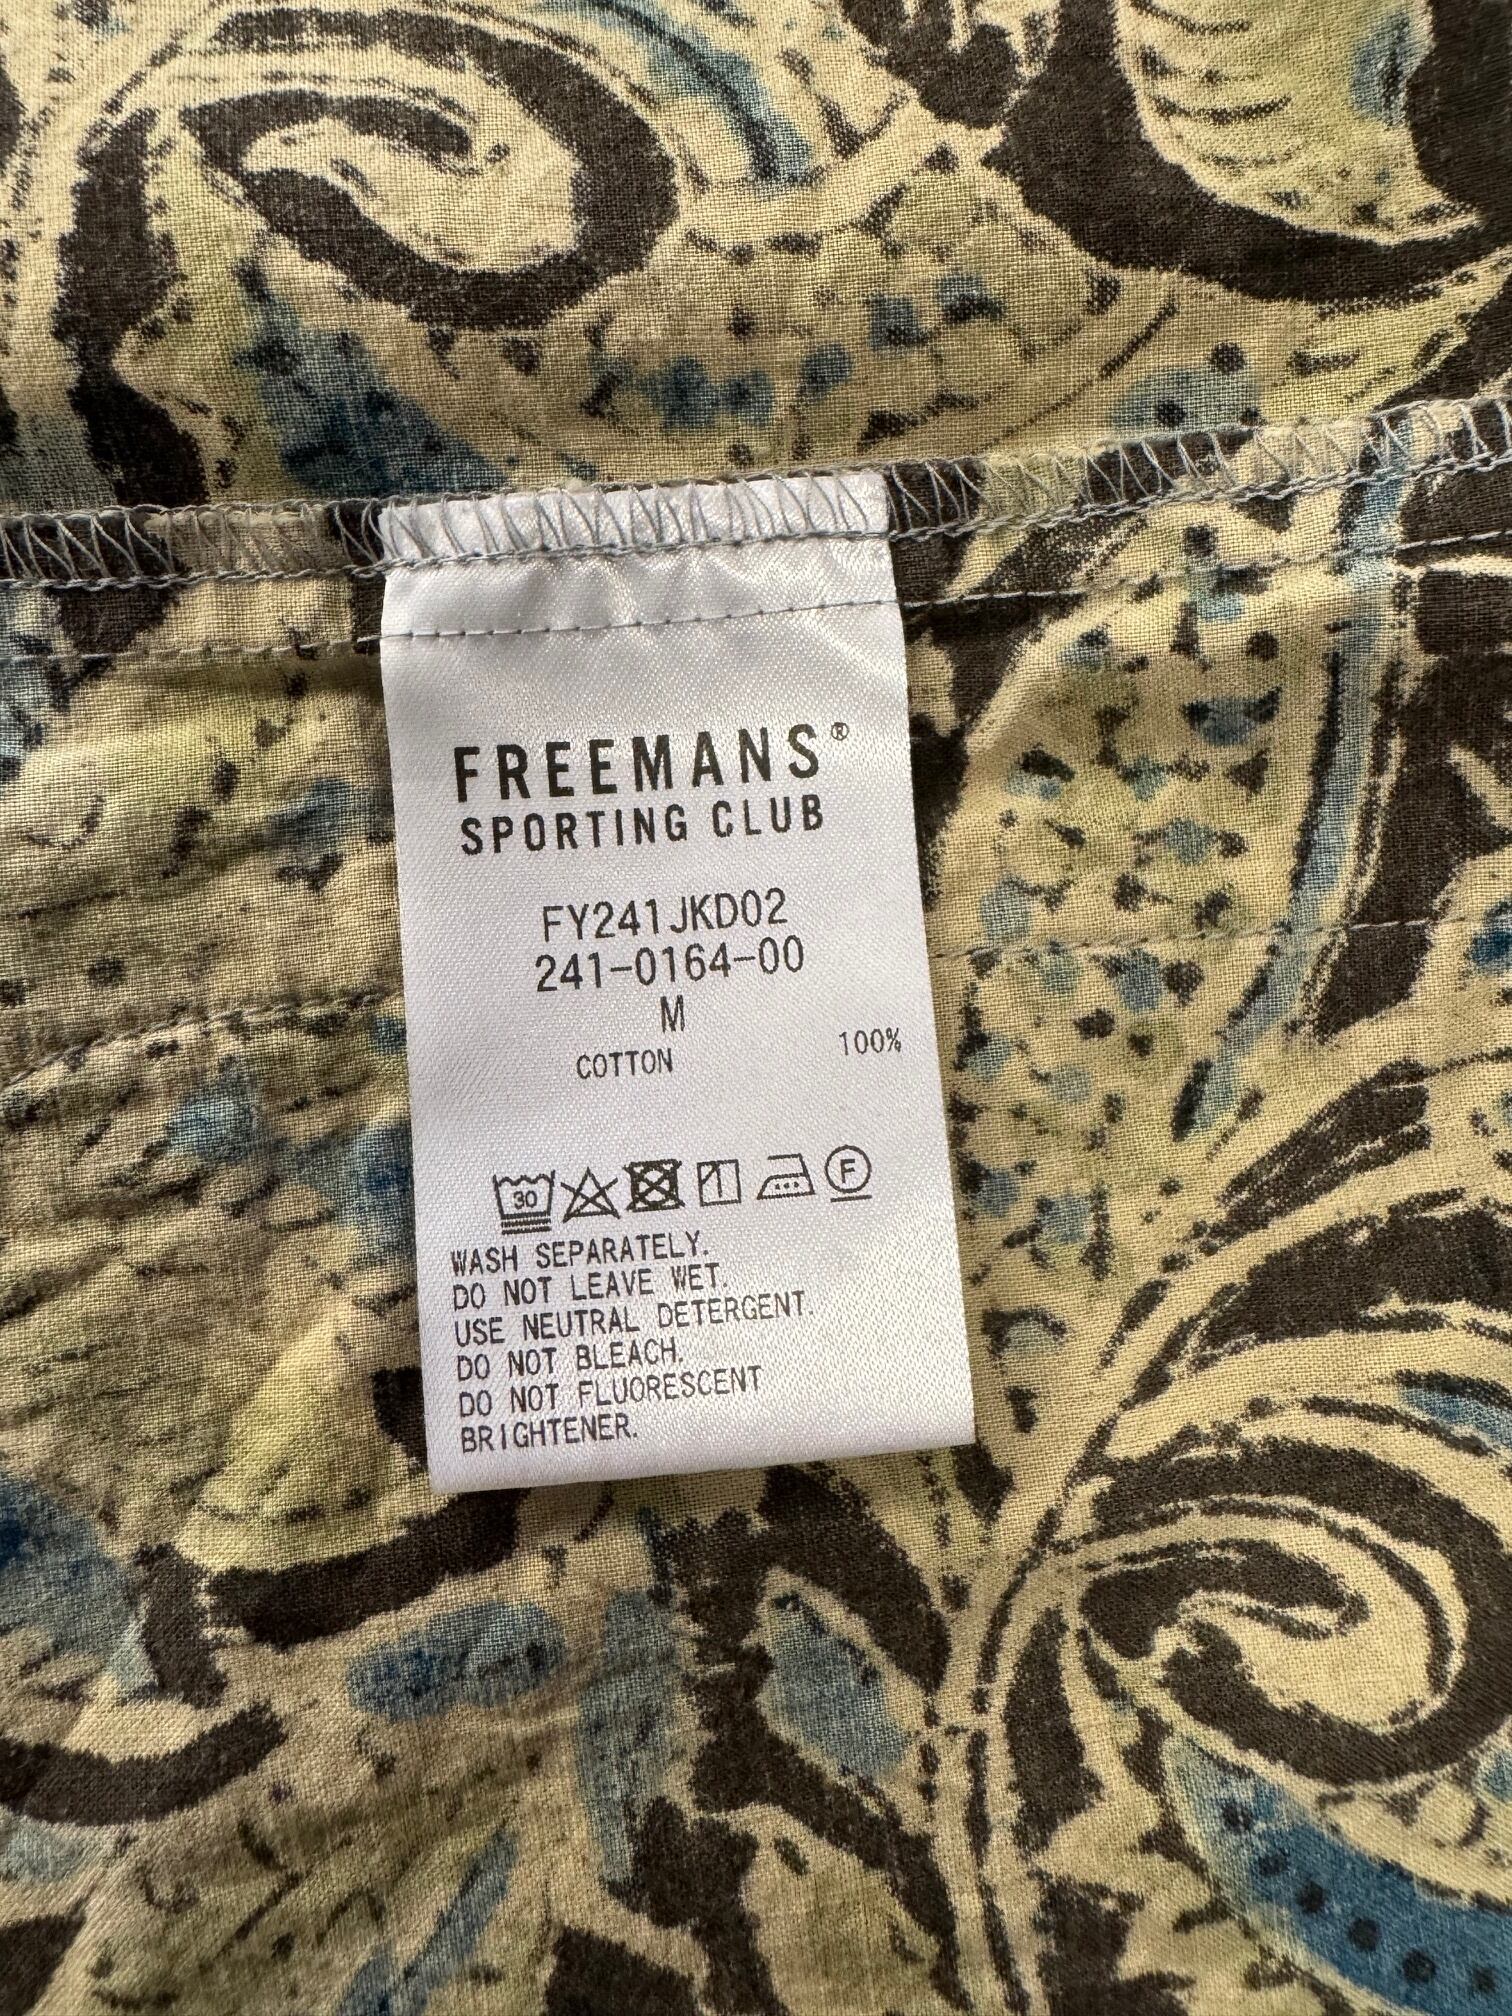 FREEMANS®
SPORTING CLUB
FY241JKD02
241-0164-00
M
COTTON 100%
30 F
WASH SEPARATELY.
DO NOT LEAVE WET.
USE NEUTRAL DETERGENT.
DO NOT BLEACH.
DO NOT FLUORESCENT
BRIGHTENER.